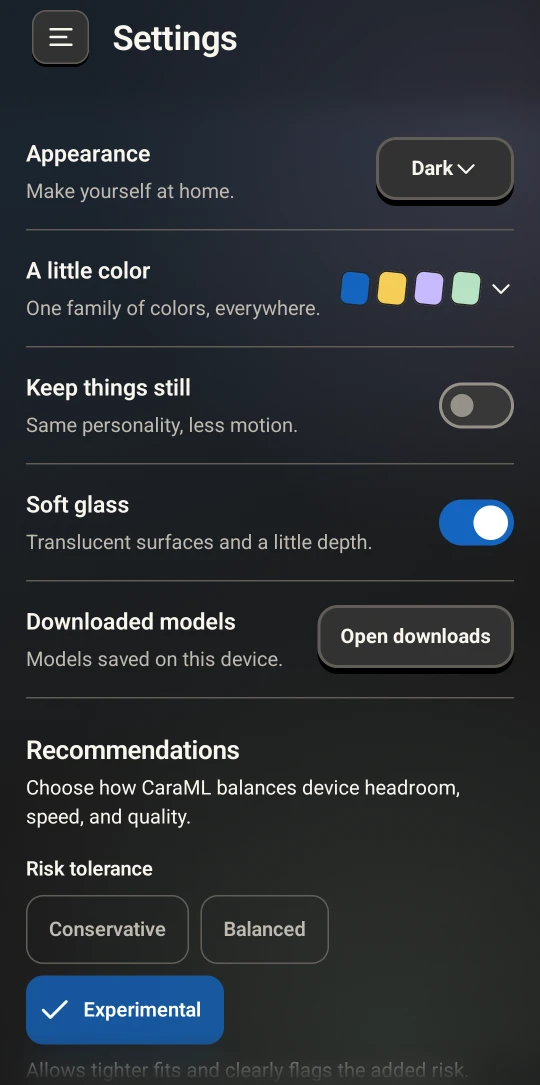 Settings
Appearance
Make yourself at home.
Dark
A little color
One family of colors, everywhere.
Keep things still
Same personality, less motion.
Soft glass
Translucent surfaces and a little depth.
Downloaded models
Models saved on this device.
Open downloads
Recommendations
Choose how CaraML balances device headroom,
speed, and quality.
Risk tolerance
Conservative
Balanced
Experimental
Allows tighter fits and clearly flags the added risk.